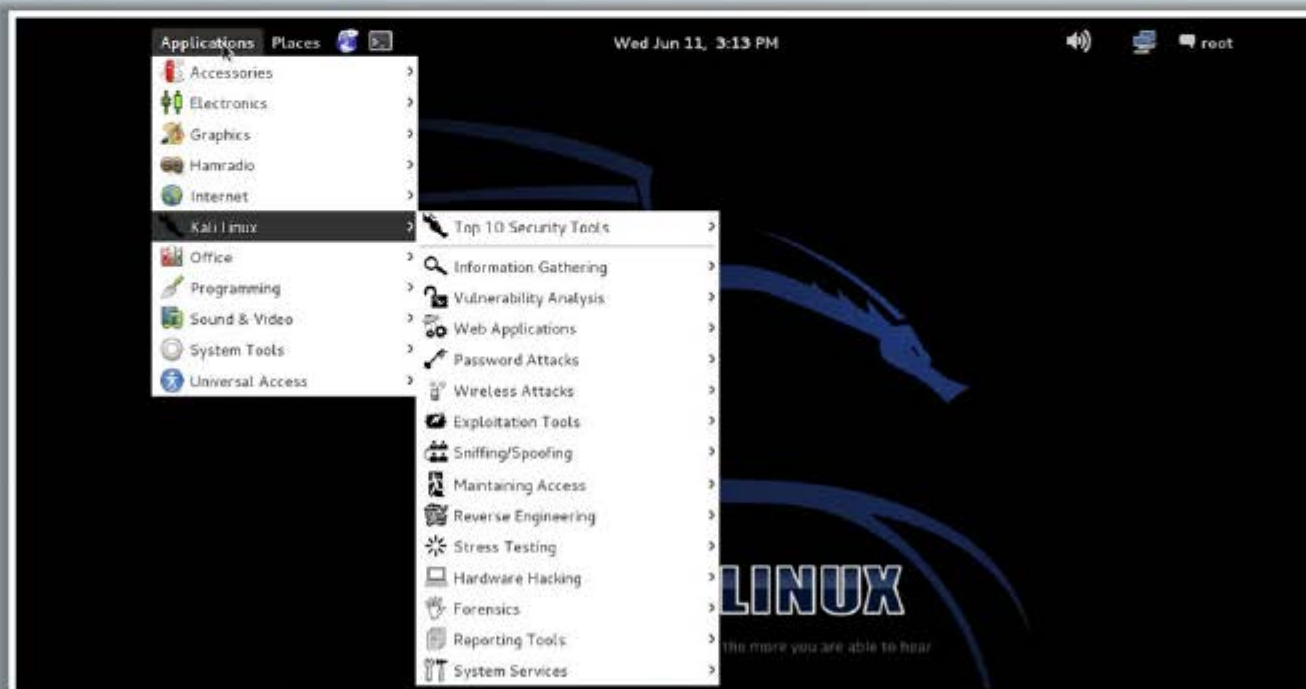 Applications Places Wed Jun 11, 3:13 PM root
Accessories
Electronics
Graphics
Hamradio
Internet
Kali Linux
Office
Programming
Sound & Video
System Tools
Universal Access
Top 10 Security Tools
Information Gathering
Vulnerability Analysis
Web Applications
Password Attacks
Wireless Attacks
Exploitation Tools
Sniffing/Spoofing
Maintaining Access
Reverse Engineering
Stress Testing
Hardware Hacking
Forensics
Reporting Tools
System Services
LINUX
the more you are able to hear